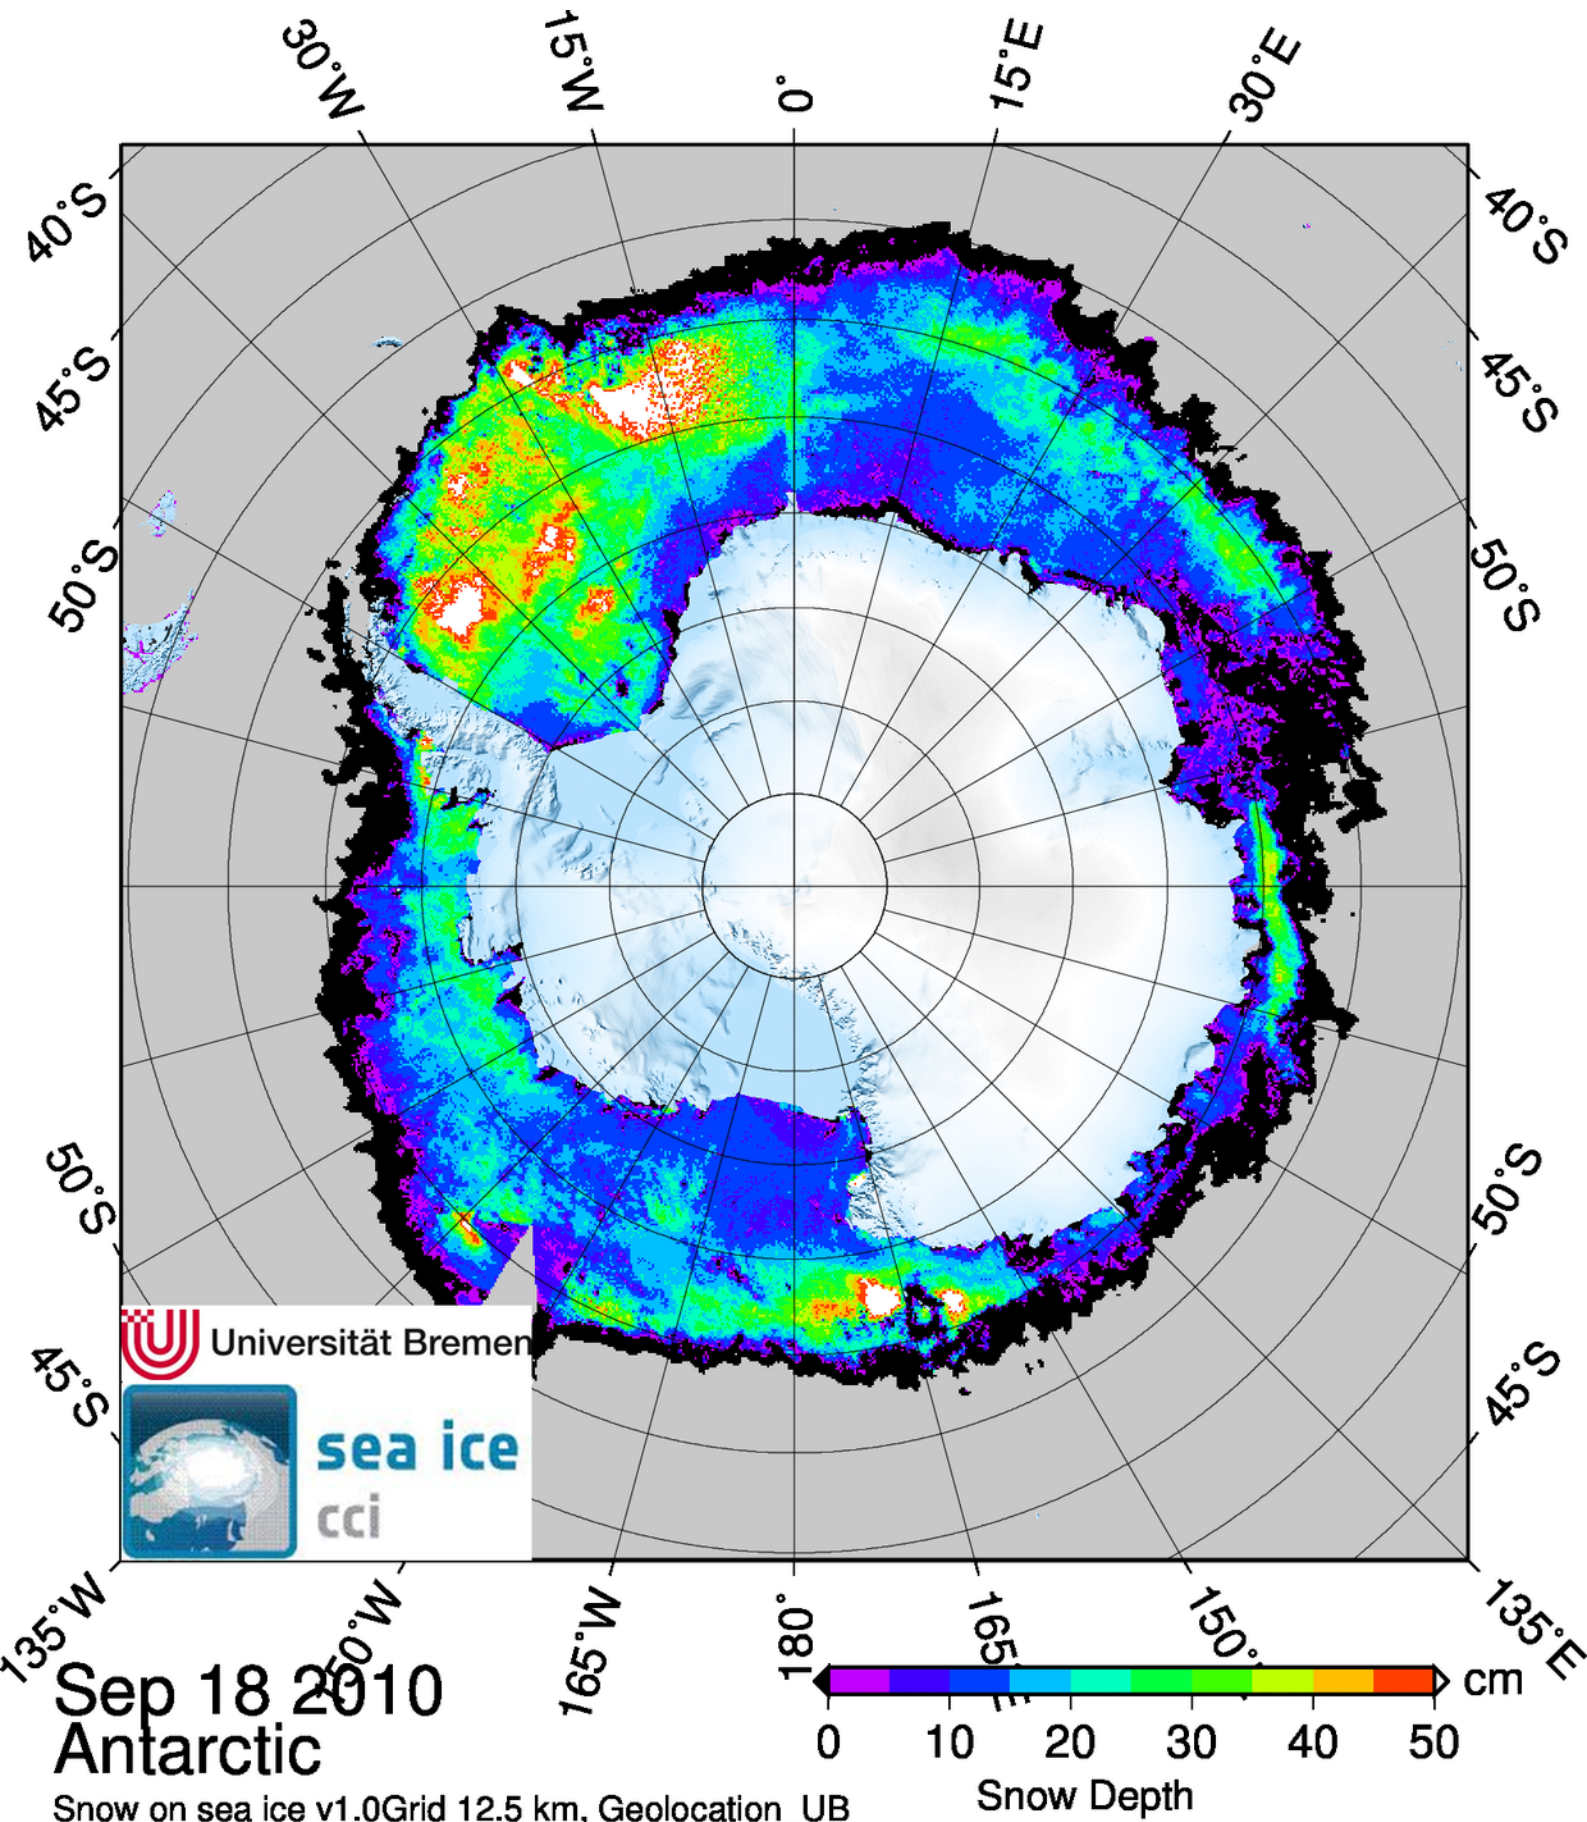 30°W 15°W 0° 15°E 30°E
40°S 40°S
45°S 45°S
50°S 50°S
50°S 50°S
45°S 45°S
Universität Bremen
sea ice
cci
135°W 150°W 165°W 180° 165°E 150° 135°E
Sep 18 2010
Antarctic
Snow on sea ice v1.0Grid 12.5 km, Geolocation UB
cm
0 10 20 30 40 50
Snow Depth